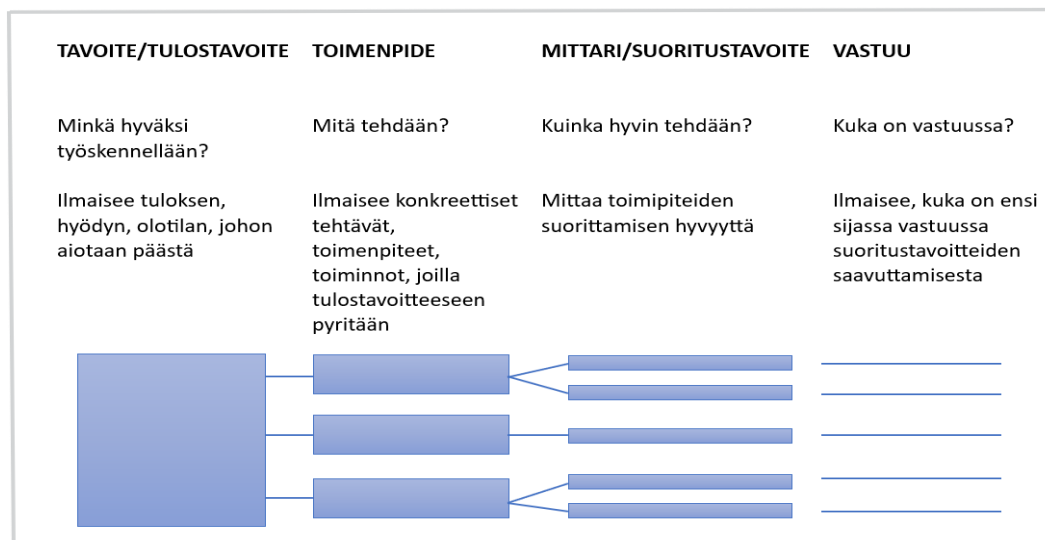 TAVOITE/TULOSTAVOITE
TOIMENPIDE
MITTARI/SUORITUSTAVOITE
VASTUU
Minkä hyväksi
työskennellään?
Mitä tehdään?
Kuinka hyvin tehdään?
Kuka on vastuussa?
Ilmaisee tuloksen,
hyödyn, olotilan, johon
aiotaan päästä
Ilmaisee konkreettiset
tehtävät,
toimenpiteet,
toiminnot, joilla
tulostavoitteeseen
pyritään
Mittaa toimipiteiden
suorittamisen hyvyyttä
Ilmaisee, kuka on ensi
sijassa vastuussa
suoritustavoitteiden
saavuttamisesta